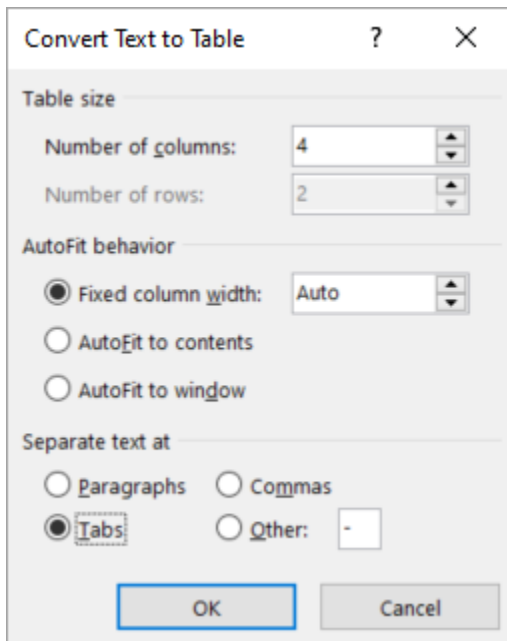 Convert Text to Table ?
Table size
Number of columns: 4
Number of rows: 2
AutoFit behavior
Fixed column width: Auto
AutoFit to contents
AutoFit to window
Separate text at
Paragraphs Commas
Tabs Other: -
OK Cancel